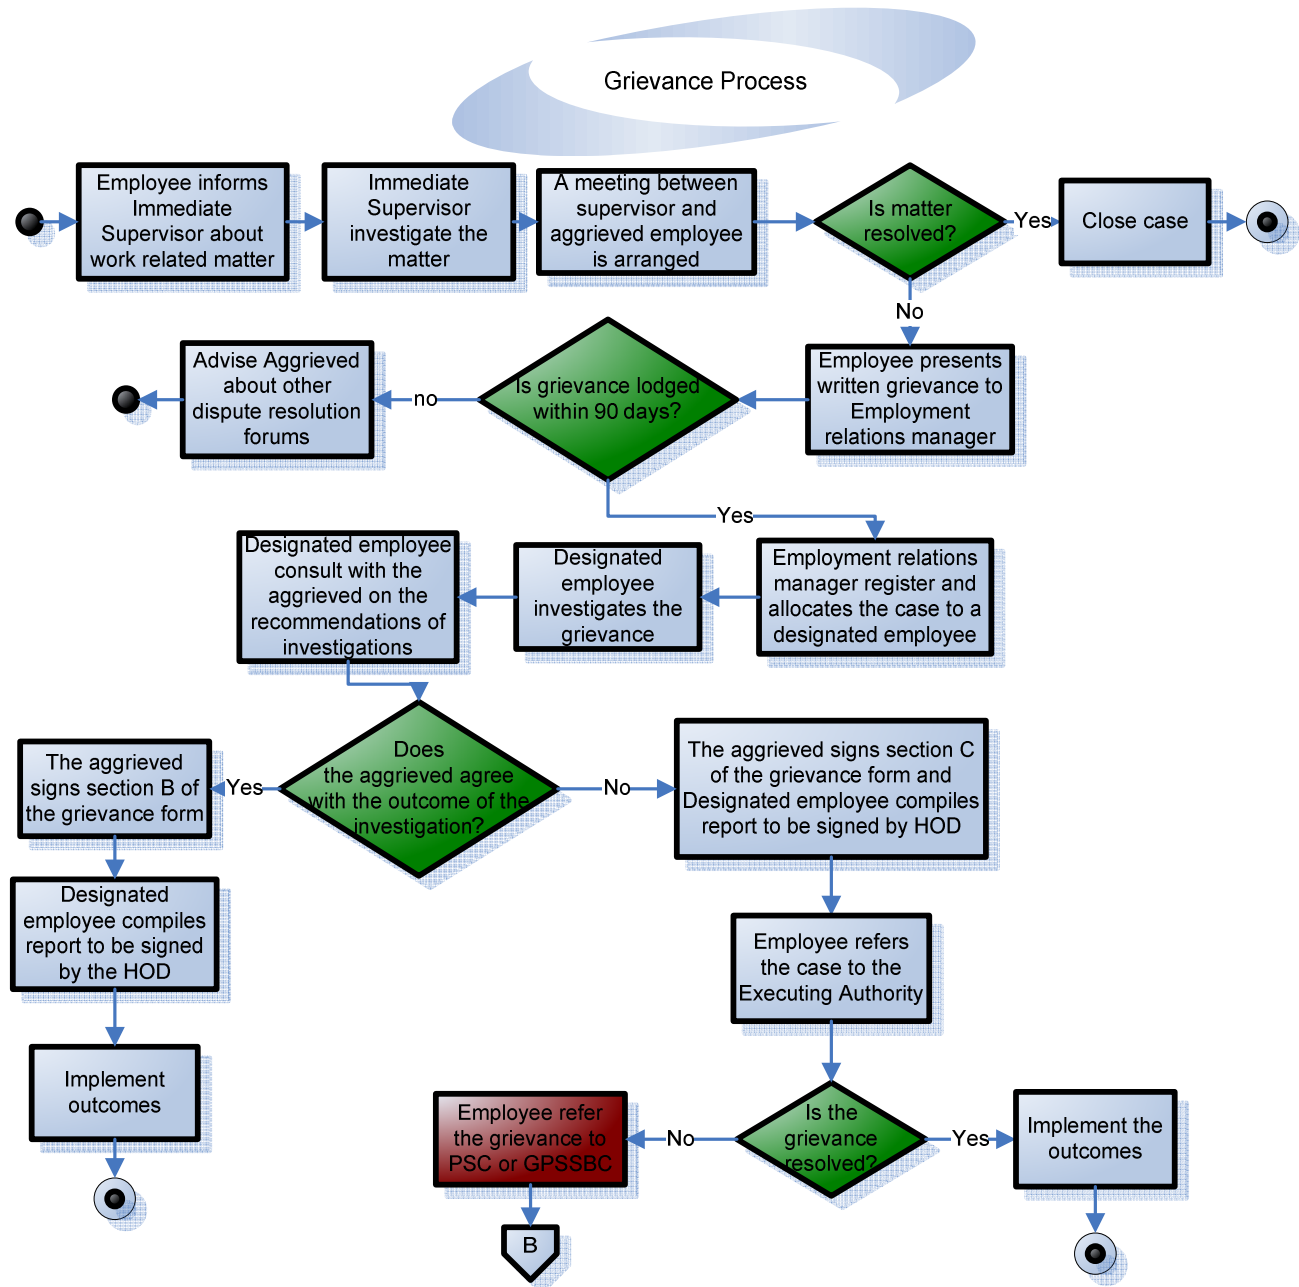 Grievance Process
Employee informs
Immediate
Supervisor about
work related matter
Immediate
Supervisor
investigate the
matter
A meeting between
supervisor and
aggrieved employee
is arranged
Is matter
resolved?
Yes
Close case
No
Advise Aggrieved
about other
dispute resolution
forums
no
Is grievance lodged
within 90 days?
Employee presents
written grievance to
Employment
relations manager
Yes
Designated employee
consult with the
aggrieved on the
recommendations of
investigations
Designated
employee
investigates the
grievance
Employment relations
manager register and
allocates the case to a
designated employee
The aggrieved
signs section B of
the grievance form
Yes
Does
the aggrieved agree
with the outcome of the
investigation?
No
The aggrieved signs section C
of the grievance form and
Designated employee compiles
report to be signed by HOD
Designated
employee compiles
report to be signed
by the HOD
Employee refers
the case to the
Executing Authority
Implement
outcomes
Employee refer
the grievance to
PSC or GPSSBC
No
Is the
grievance
resolved?
Yes
Implement the
outcomes
B